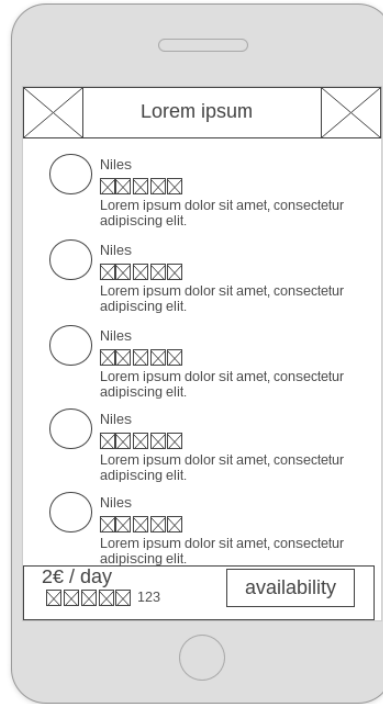 Lorem ipsum
Niles
Lorem ipsum dolor sit amet, consectetur
adipiscing elit.
Niles
Lorem ipsum dolor sit amet, consectetur
adipiscing elit.
Niles
Lorem ipsum dolor sit amet, consectetur
adipiscing elit.
Niles
Lorem ipsum dolor sit amet, consectetur
adipiscing elit.
Niles
Lorem ipsum dolor sit amet, consectetur
adipiscing elit.
2€ / day
123
availability